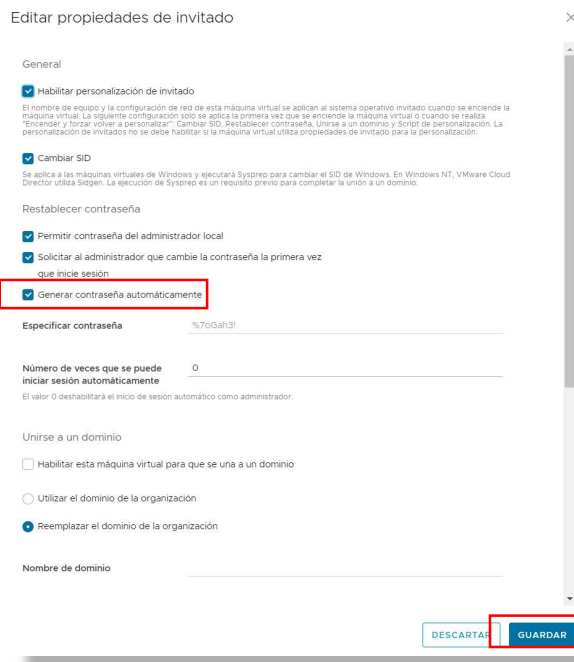 Editar propiedades de invitado
General
Habilitar personalización de invitado
El nombre de equipo y la configuración de red de esta máquina virtual se aplican al sistema operativo invitado cuando se enciende la
máquina virtual. La siguiente configuración solo se aplica la primera vez que se enciende la máquina virtual o cuando se realiza
"Encender y forzar volver a personalizar": Cambiar SID, Restablecer contraseña, Unirse a un dominio y Script de personalización. La
personalización de invitados no se debe habilitar si la máquina virtual utiliza propiedades de invitado para la personalización.
Cambiar SID
Se aplica a las máquinas virtuales de Windows y ejecutará Sysprep para cambiar el SID de Windows. En Windows NT, VMware Cloud
Director utiliza Sidgen. La ejecución de Sysprep es un requisito previo para completar la unión a un dominio.
Restablecer contraseña
Permitir contraseña del administrador local
Solicitar al administrador que cambie la contraseña la primera vez
que inicie sesión
Generar contraseña automáticamente
Especificar contraseña %7oGah3!
Número de veces que se puede
iniciar sesión automáticamente 0
El valor 0 deshabilitará el inicio de sesión automático como administrador.
Unirse a un dominio
Habilitar esta máquina virtual para que se una a un dominio
Utilizar el dominio de la organización
Reemplazar el dominio de la organización
Nombre de dominio
DESCARTAR GUARDAR